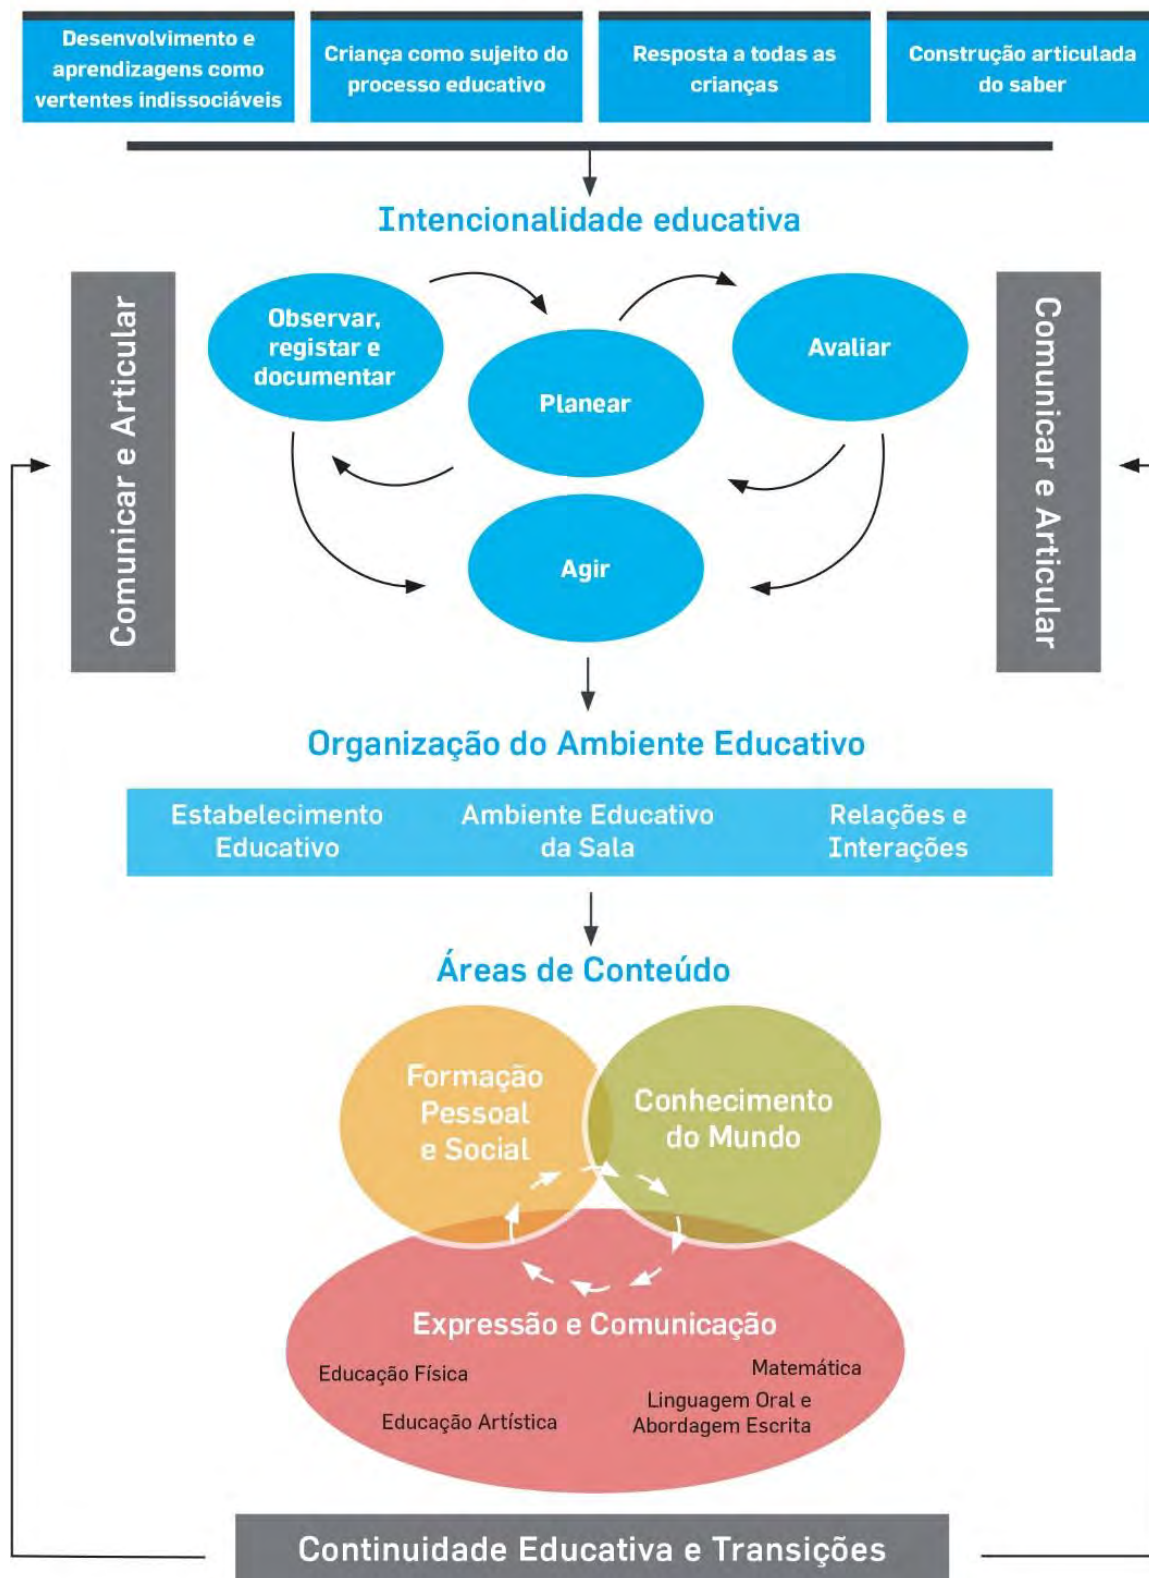 Desenvolvimento e
aprendizagens como
vertentes indissociáveis
Criança como sujeito do
processo educativo
Resposta a todas as
crianças
Construção articulada
do saber
Intencionalidade educativa
Comunicar e Articular
Observar,
registar e
documentar
Planear
Avaliar
Agir
Comunicar e Articular
Organização do Ambiente Educativo
Estabelecimento
Educativo
Ambiente Educativo
da Sala
Relações e
Interações
Áreas de Conteúdo
Formação
Pessoal
e Social
Conhecimento
do Mundo
Expressão e Comunicação
Educação Física
Matemática
Educação Artística
Linguagem Oral e
Abordagem Escrita
Continuidade Educativa e Transições